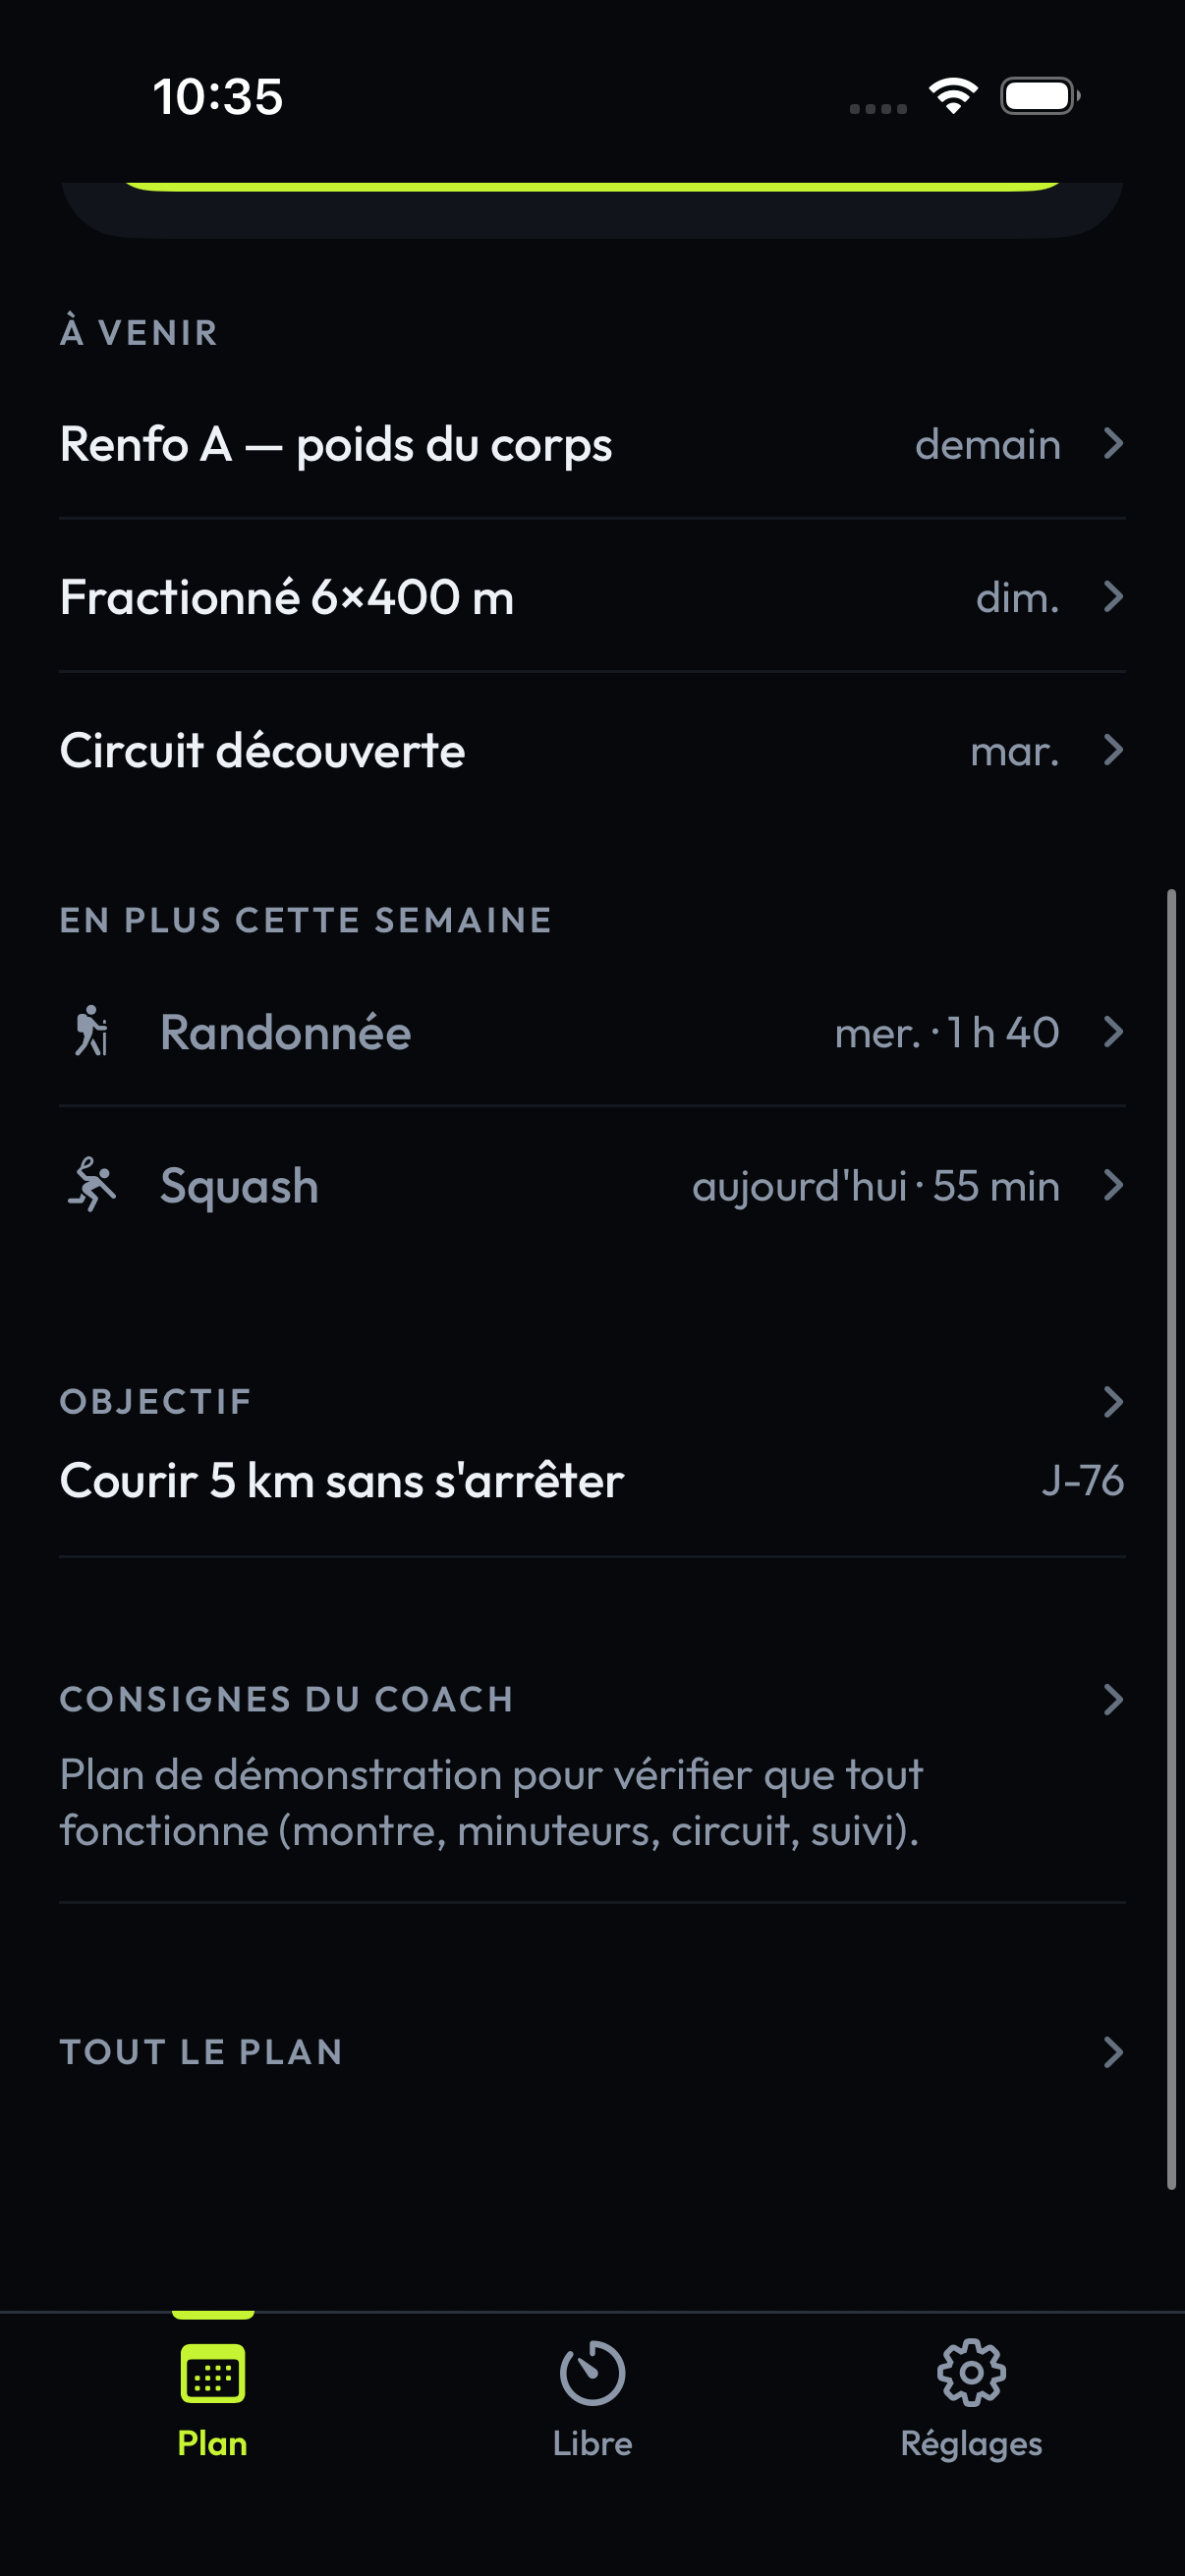 10:35
À VENIR
Renfo A — poids du corps demain
Fractionné 6×400 m dim.
Circuit découverte mar.
EN PLUS CETTE SEMAINE
Randonnée mer. · 1 h 40
Squash aujourd'hui · 55 min
OBJECTIF
Courir 5 km sans s'arrêter J-76
CONSIGNES DU COACH
Plan de démonstration pour vérifier que tout
fonctionne (montre, minuteurs, circuit, suivi).
TOUT LE PLAN
Plan Libre Réglages